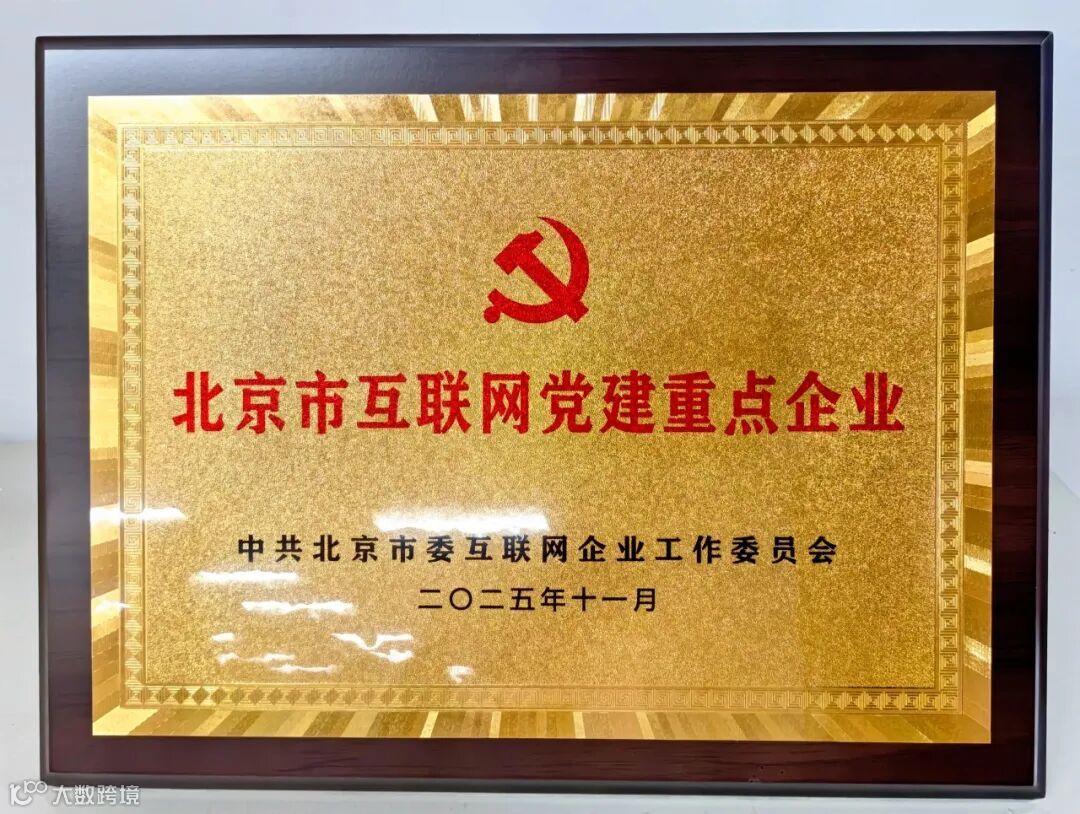 北京市互联网党建重点企业
中共北京市委互联网企业工作委员会
二〇二五年十一月
大数跨境